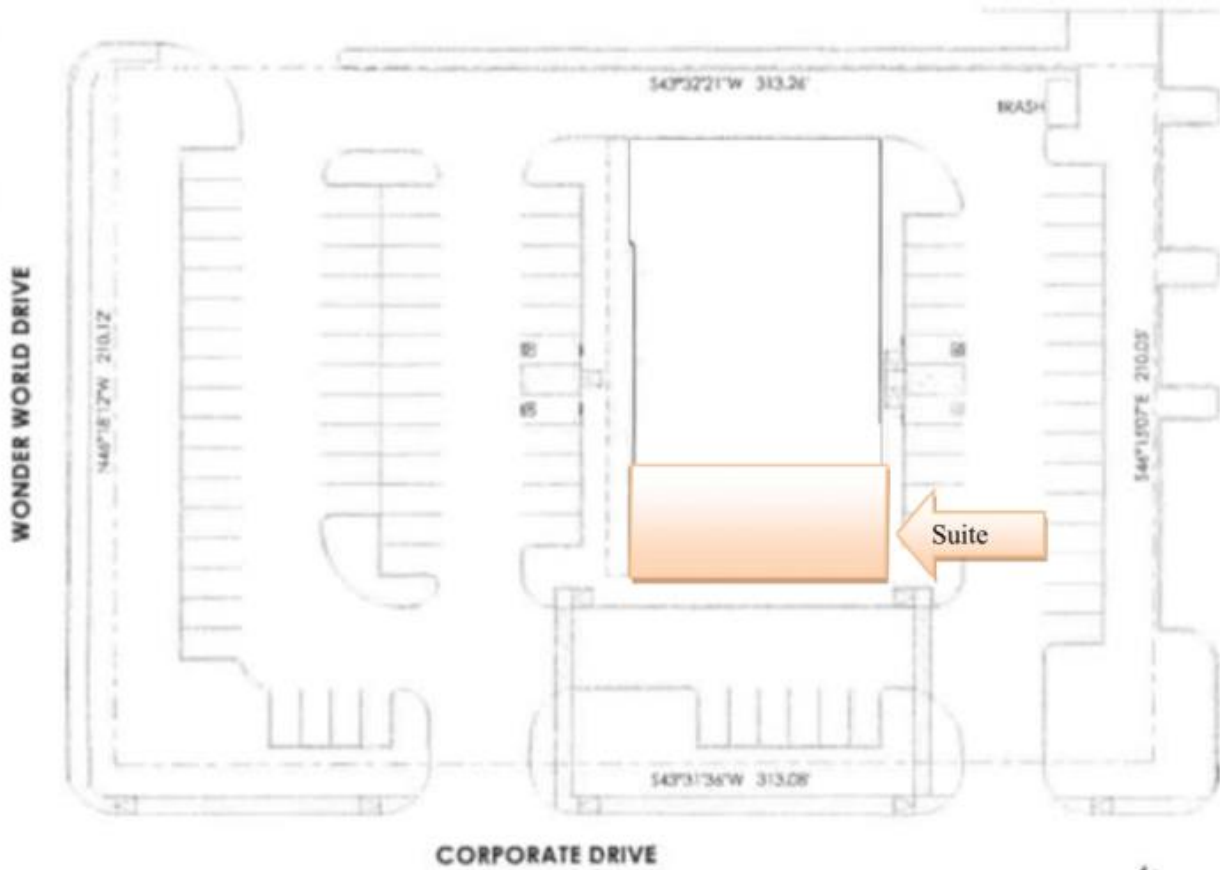 S43°32'21"W 313.26'
TRASH
WONDER WORLD DRIVE
N46°18'12"W 210.12'
S46°15'07"E 210.05'
Suite
S43°31'36"W 313.08'
CORPORATE DRIVE